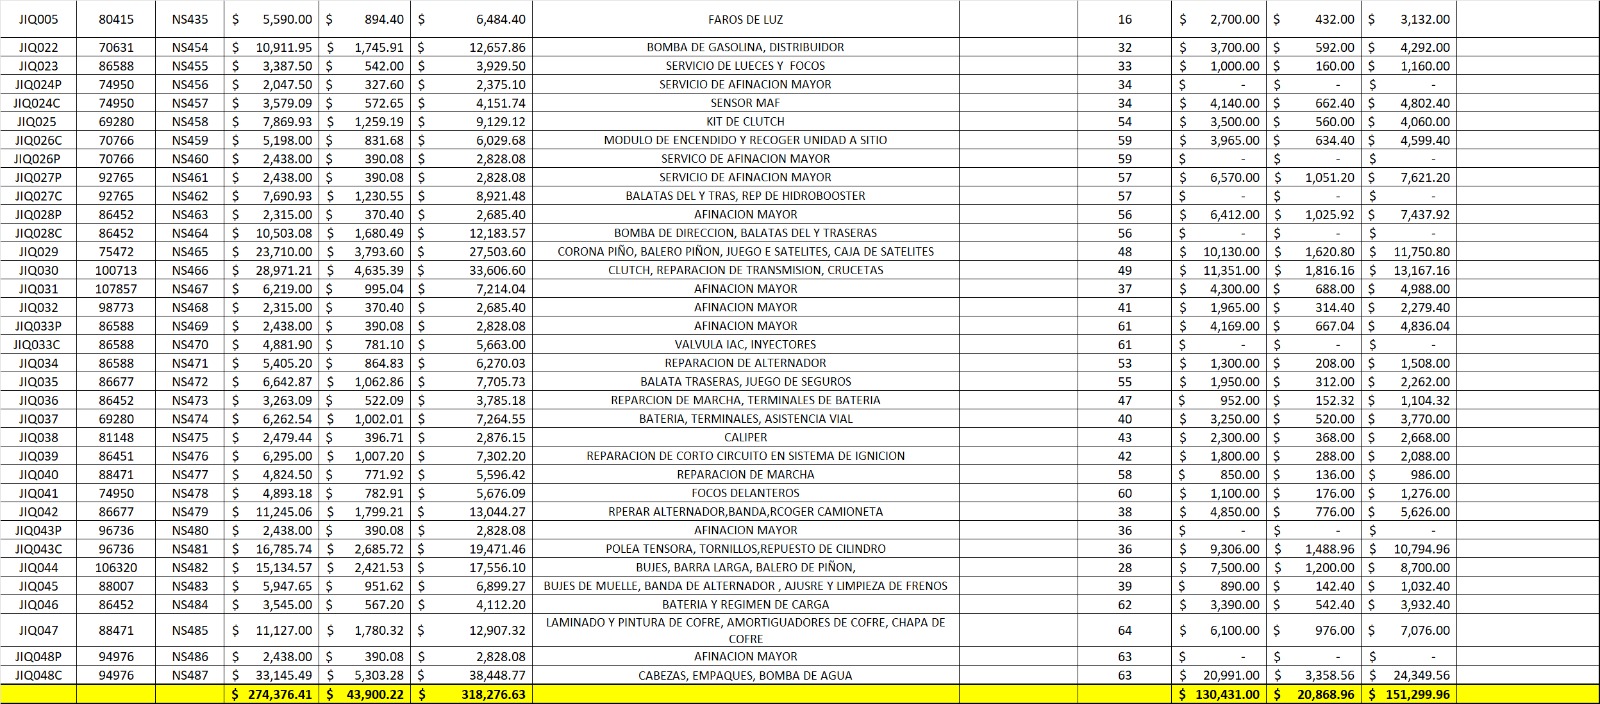 JIQ005 80415 NS435 $ 5,590.00 $ 894.40 $ 6,484.40 FAROS DE LUZ 16 $ 2,700.00 $ 432.00 $ 3,132.00
JIQ022 70631 NS454 $ 10,911.95 $ 1,745.91 $ 12,657.86 BOMBA DE GASOLINA, DISTRIBUIDOR 32 $ 3,700.00 $ 592.00 $ 4,292.00
JIQ023 86588 NS455 $ 3,387.50 $ 542.00 $ 3,929.50 SERVICIO DE LUECES Y FOCOS 33 $ 1,000.00 $ 160.00 $ 1,160.00
JIQ024P 74950 NS456 $ 2,047.50 $ 327.60 $ 2,375.10 SERVICIO DE AFINACION MAYOR 34 $ - $ - $ -
JIQ024C 74950 NS457 $ 3,579.09 $ 572.65 $ 4,151.74 SENSOR MAF 34 $ 4,140.00 $ 662.40 $ 4,802.40
JIQ025 69280 NS458 $ 7,869.93 $ 1,259.19 $ 9,129.12 KIT DE CLUTCH 54 $ 3,500.00 $ 560.00 $ 4,060.00
JIQ026C 70766 NS459 $ 5,198.00 $ 831.68 $ 6,029.68 MODULO DE ENCENDIDO Y RECOGER UNIDAD A SITIO 59 $ 3,965.00 $ 634.40 $ 4,599.40
JIQ026P 70766 NS460 $ 2,438.00 $ 390.08 $ 2,828.08 SERVICO DE AFINACION MAYOR 59 $ - $ - $ -
JIQ027P 92765 NS461 $ 2,438.00 $ 390.08 $ 2,828.08 SERVICIO DE AFINACION MAYOR 57 $ 6,570.00 $ 1,051.20 $ 7,621.20
JIQ027C 92765 NS462 $ 7,690.93 $ 1,230.55 $ 8,921.48 BALATAS DEL Y TRAS, REP DE HIDROBOOSTER 57 $ - $ - $ -
JIQ028P 86452 NS463 $ 2,315.00 $ 370.40 $ 2,685.40 AFINACION MAYOR 56 $ 6,412.00 $ 1,025.92 $ 7,437.92
JIQ028C 86452 NS464 $ 10,503.08 $ 1,680.49 $ 12,183.57 BOMBA DE DIRECCION, BALATAS DEL Y TRASERAS 56 $ - $ - $ -
JIQ029 75472 NS465 $ 23,710.00 $ 3,793.60 $ 27,503.60 CORONA PIÑO, BALERO PIÑON, JUEGO E SATELITES, CAJA DE SATELITES 48 $ 10,130.00 $ 1,620.80 $ 11,750.80
JIQ030 100713 NS466 $ 28,971.21 $ 4,635.39 $ 33,606.60 CLUTCH, REPARACION DE TRANSMISION, CRUCETAS 49 $ 11,351.00 $ 1,816.16 $ 13,167.16
JIQ031 107857 NS467 $ 6,219.00 $ 995.04 $ 7,214.04 AFINACION MAYOR 37 $ 4,300.00 $ 688.00 $ 4,988.00
JIQ032 98773 NS468 $ 2,315.00 $ 370.40 $ 2,685.40 AFINACION MAYOR 41 $ 1,965.00 $ 314.40 $ 2,279.40
JIQ033P 86588 NS469 $ 2,438.00 $ 390.08 $ 2,828.08 AFINACION MAYOR 61 $ 4,169.00 $ 667.04 $ 4,836.04
JIQ033C 86588 NS470 $ 4,881.90 $ 781.10 $ 5,663.00 VALVULA IAC, INYECTORES 61 $ - $ - $ -
JIQ034 86588 NS471 $ 5,405.20 $ 864.83 $ 6,270.03 REPARACION DE ALTERNADOR 53 $ 1,300.00 $ 208.00 $ 1,508.00
JIQ035 86677 NS472 $ 6,642.87 $ 1,062.86 $ 7,705.73 BALATA TRASERAS, JUEGO DE SEGUROS 55 $ 1,950.00 $ 312.00 $ 2,262.00
JIQ036 86452 NS473 $ 3,263.09 $ 522.09 $ 3,785.18 REPARCION DE MARCHA, TERMINALES DE BATERIA 47 $ 952.00 $ 152.32 $ 1,104.32
JIQ037 69280 NS474 $ 6,262.54 $ 1,002.01 $ 7,264.55 BATERIA, TERMINALES, ASISTENCIA VIAL 40 $ 3,250.00 $ 520.00 $ 3,770.00
JIQ038 81148 NS475 $ 2,479.44 $ 396.71 $ 2,876.15 CALIPER 43 $ 2,300.00 $ 368.00 $ 2,668.00
JIQ039 86451 NS476 $ 6,295.00 $ 1,007.20 $ 7,302.20 REPARACION DE CORTO CIRCUITO EN SISTEMA DE IGNICION 42 $ 1,800.00 $ 288.00 $ 2,088.00
JIQ040 88471 NS477 $ 4,824.50 $ 771.92 $ 5,596.42 REPARACION DE MARCHA 58 $ 850.00 $ 136.00 $ 986.00
JIQ041 74950 NS478 $ 4,893.18 $ 782.91 $ 5,676.09 FOCOS DELANTEROS 60 $ 1,100.00 $ 176.00 $ 1,276.00
JIQ042 86677 NS479 $ 11,245.06 $ 1,799.21 $ 13,044.27 RPERAR ALTERNADOR,BANDA,RCOGER CAMIONETA 38 $ 4,850.00 $ 776.00 $ 5,626.00
JIQ043P 96736 NS480 $ 2,438.00 $ 390.08 $ 2,828.08 AFINACION MAYOR 36 $ - $ - $ -
JIQ043C 96736 NS481 $ 16,785.74 $ 2,685.72 $ 19,471.46 POLEA TENSORA, TORNILLOS,REPUESTO DE CILINDRO 36 $ 9,306.00 $ 1,488.96 $ 10,794.96
JIQ044 106320 NS482 $ 15,134.57 $ 2,421.53 $ 17,556.10 BUJES, BARRA LARGA, BALERO DE PIÑON, 28 $ 7,500.00 $ 1,200.00 $ 8,700.00
JIQ045 88007 NS483 $ 5,947.65 $ 951.62 $ 6,899.27 BUJES DE MUELLE, BANDA DE ALTERNADOR , AJUSRE Y LIMPIEZA DE FRENOS 39 $ 890.00 $ 142.40 $ 1,032.40
JIQ046 86452 NS484 $ 3,545.00 $ 567.20 $ 4,112.20 BATERIA Y REGIMEN DE CARGA 62 $ 3,390.00 $ 542.40 $ 3,932.40
JIQ047 88471 NS485 $ 11,127.00 $ 1,780.32 $ 12,907.32 LAMINADO Y PINTURA DE COFRE, AMORTIGUADORES DE COFRE, CHAPA DE
COFRE 64 $ 6,100.00 $ 976.00 $ 7,076.00
JIQ048P 94976 NS486 $ 2,438.00 $ 390.08 $ 2,828.08 AFINACION MAYOR 63 $ - $ - $ -
JIQ048C 94976 NS487 $ 33,145.49 $ 5,303.28 $ 38,448.77 CABEZAS, EMPAQUES, BOMBA DE AGUA 63 $ 20,991.00 $ 3,358.56 $ 24,349.56
$ 274,376.41 $ 43,900.22 $ 318,276.63 $ 130,431.00 $ 20,868.96 $ 151,299.96